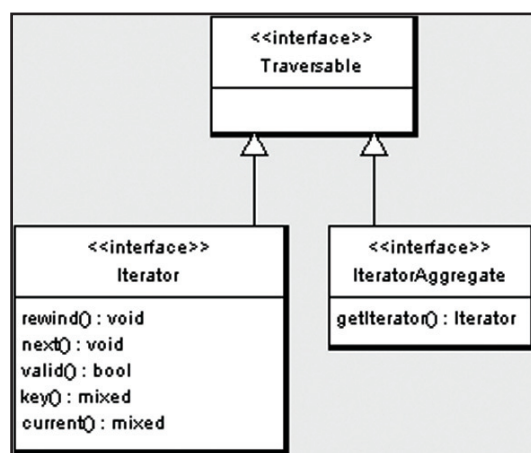 <<interface>>
Traversable
<<interface>>
Iterator
rewind() : void
next() : void
valid() : bool
key() : mixed
current() : mixed
<<interface>>
IteratorAggregate
getIterator() : Iterator